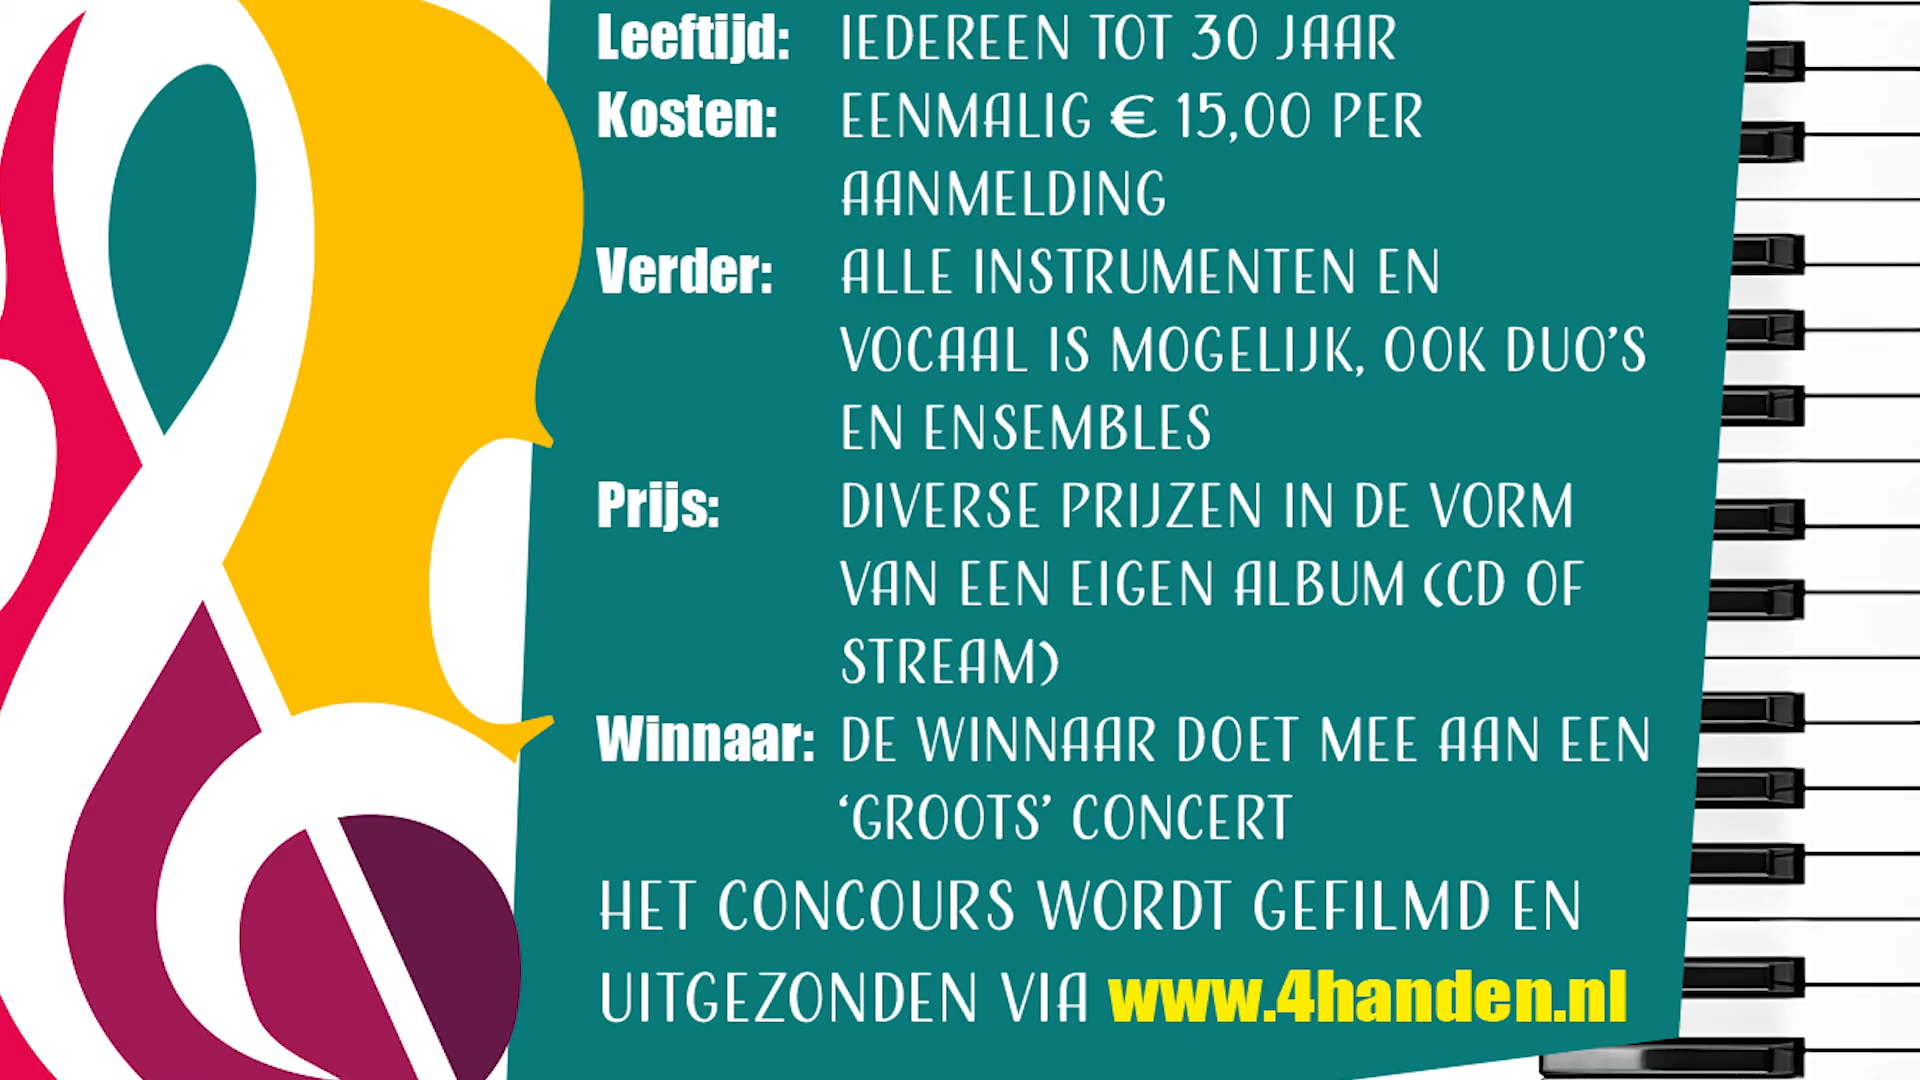 Leeftijd: IEDEREEN TOT 30 JAAR
Kosten: EENMALIG € 15,00 PER
AANMELDING
Verder: ALLE INSTRUMENTEN EN
VOCAAL IS MOGELIJK, OOK DUO’S
EN ENSEMBLES
Prijs: DIVERSE PRIJZEN IN DE VORM
VAN EEN EIGEN ALBUM (CD OF
STREAM)
Winnaar: DE WINNAAR DOET MEE AAN EEN
‘GROOTS’ CONCERT
HET CONCOURS WORDT GEFILMD EN
UITGEZONDEN VIA www.4handen.nl